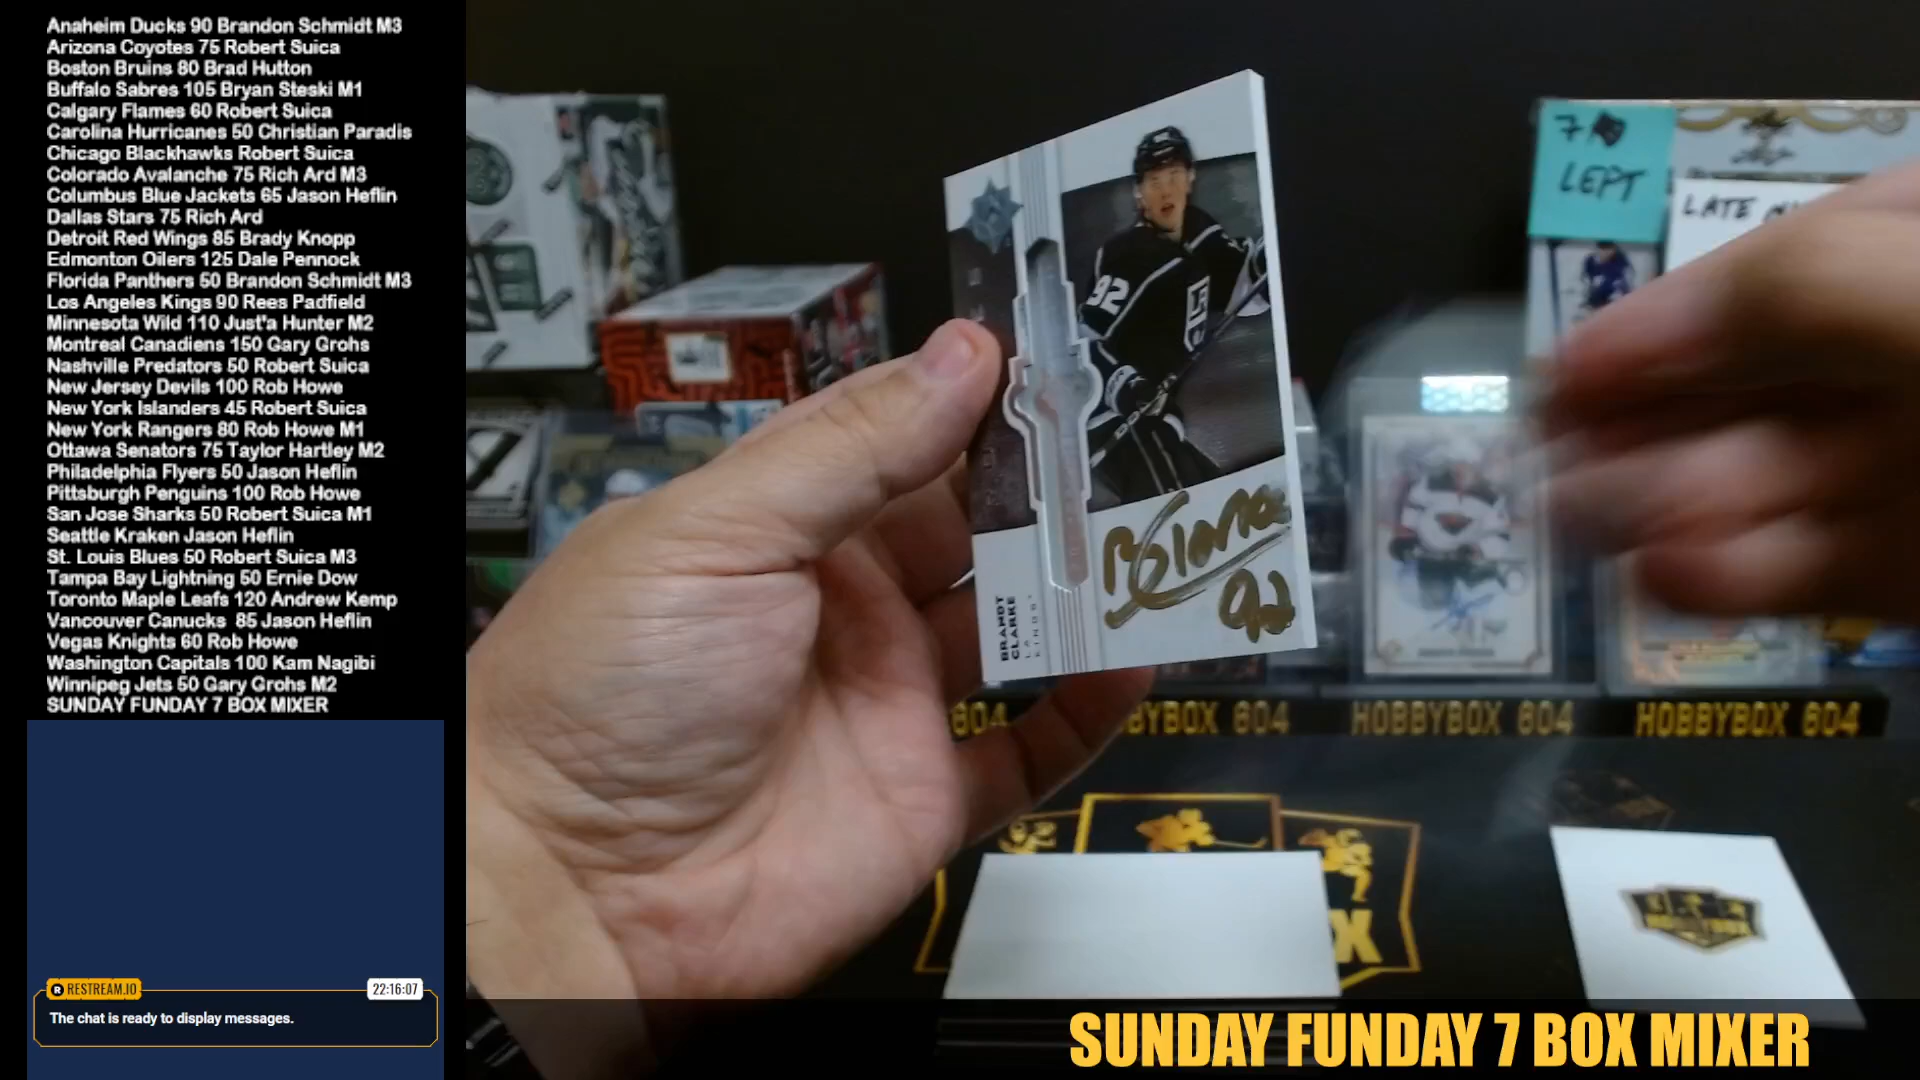 Anaheim Ducks 90 Brandon Schmidt M3
Arizona Coyotes 75 Robert Suica
Boston Bruins 80 Brad Hutton
Buffalo Sabres 105 Bryan Steski M1
Calgary Flames 60 Robert Suica
Carolina Hurricanes 50 Christian Paradis
Chicago Blackhawks Robert Suica
Colorado Avalanche 75 Rich Ard M3
Columbus Blue Jackets 65 Jason Heflin
Dallas Stars 75 Rich Ard
Detroit Red Wings 85 Brady Knopp
Edmonton Oilers 125 Dale Pennock
Florida Panthers 50 Brandon Schmidt M3
Los Angeles Kings 90 Rees Padfield
Minnesota Wild 110 Just'a Hunter M2
Montreal Canadiens 150 Gary Grohs
Nashville Predators 50 Robert Suica
New Jersey Devils 100 Rob Howe
New York Islanders 45 Robert Suica
New York Rangers 80 Rob Howe M1
Ottawa Senators 75 Taylor Hartley M2
Philadelphia Flyers 50 Jason Heflin
Pittsburgh Penguins 100 Rob Howe
San Jose Sharks 50 Robert Suica M1
Seattle Kraken Jason Heflin
St. Louis Blues 50 Robert Suica M3
Tampa Bay Lightning 50 Ernie Dow
Toronto Maple Leafs 120 Andrew Kemp
Vancouver Canucks 85 Jason Heflin
Vegas Knights 60 Rob Howe
Washington Capitals 100 Kam Nagibi
Winnipeg Jets 50 Gary Grohs M2
SUNDAY FUNDAY 7 BOX MIXER
RESTREAM.IO
22:16:07
The chat is ready to display messages.
7
LEFT
LATE
92
BClarke
92
BRANDT
CLARKE
LA
KINGS
604
BYBOX 604
HOBBYBOX 604
HOBBYBOX 604
X
SUNDAY FUNDAY 7 BOX MIXER